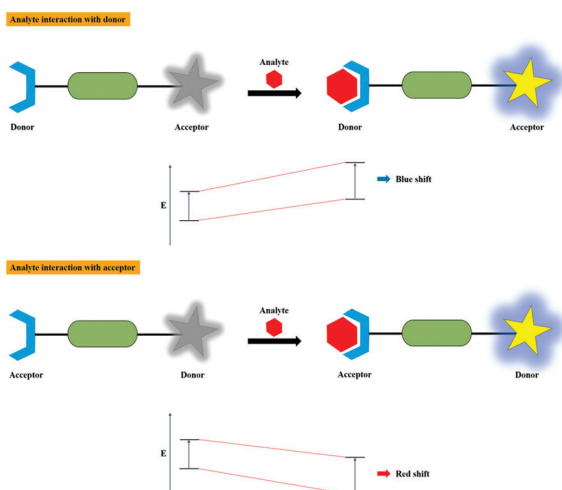 Analyte interaction with donor
Analyte
Donor
Acceptor
Donor
Acceptor
E
Blue shift
Analyte interaction with acceptor
Analyte
Acceptor
Donor
Acceptor
Donor
E
Red shift